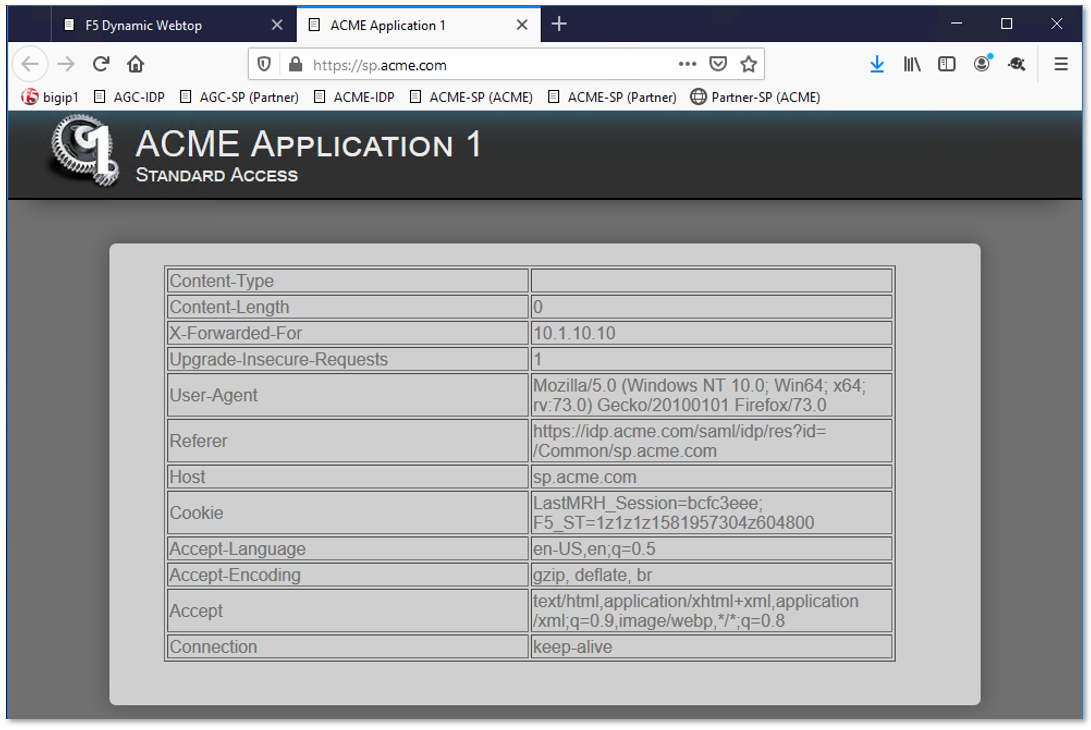 F5 Dynamic Webtop
ACME Application 1
https://sp.acme.com
bigip1 AGC-IDP AGC-SP (Partner) ACME-IDP ACME-SP (ACME) ACME-SP (Partner) Partner-SP (ACME)
ACME Application 1
Standard Access
Content-Type
Content-Length 0
X-Forwarded-For 10.1.10.10
Upgrade-Insecure-Requests 1
User-Agent Mozilla/5.0 (Windows NT 10.0; Win64; x64;
rv:73.0) Gecko/20100101 Firefox/73.0
Referer https://idp.acme.com/saml/idp/res?id=
/Common/sp.acme.com
Host sp.acme.com
Cookie LastMRH_Session=bcfc3eee;
F5_ST=1z1z1z1581957304z604800
Accept-Language en-US,en;q=0.5
Accept-Encoding gzip, deflate, br
Accept text/html,application/xhtml+xml,application
/xml;q=0.9,image/webp,*/*;q=0.8
Connection keep-alive